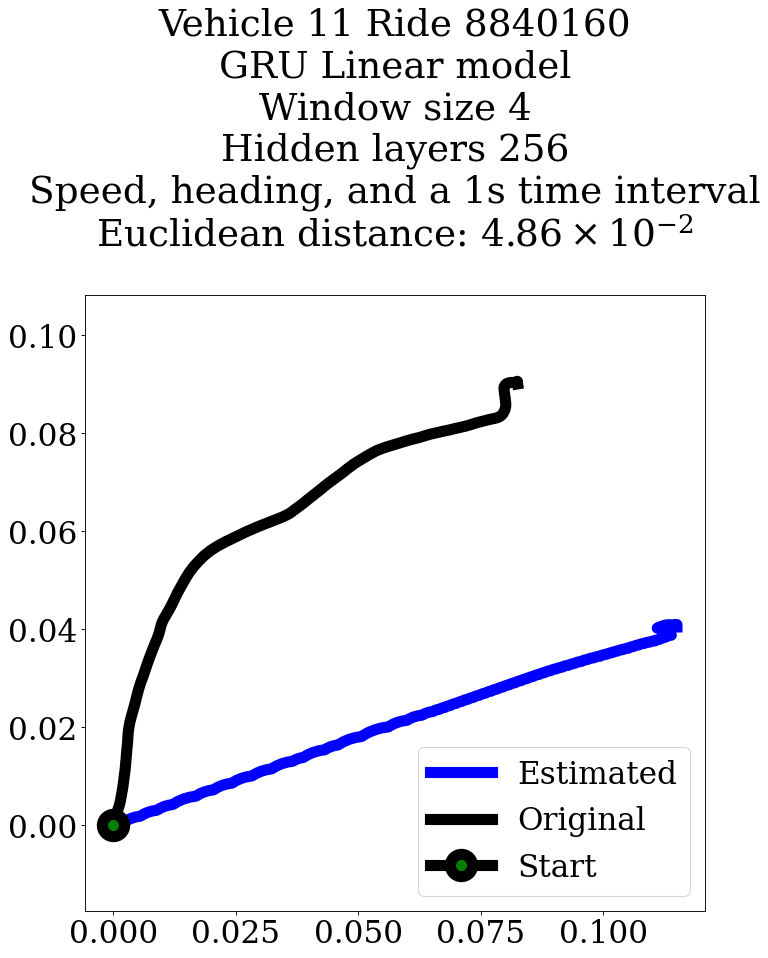 Vehicle 11 Ride 8840160
GRU Linear model
Window size 4
Hidden layers 256
Speed, heading, and a 1s time interval
Euclidean distance: 4.86 × 10⁻²
0.10
0.08
0.06
0.04
0.02
0.00
Estimated
Original
Start
0.000 0.025 0.050 0.075 0.100